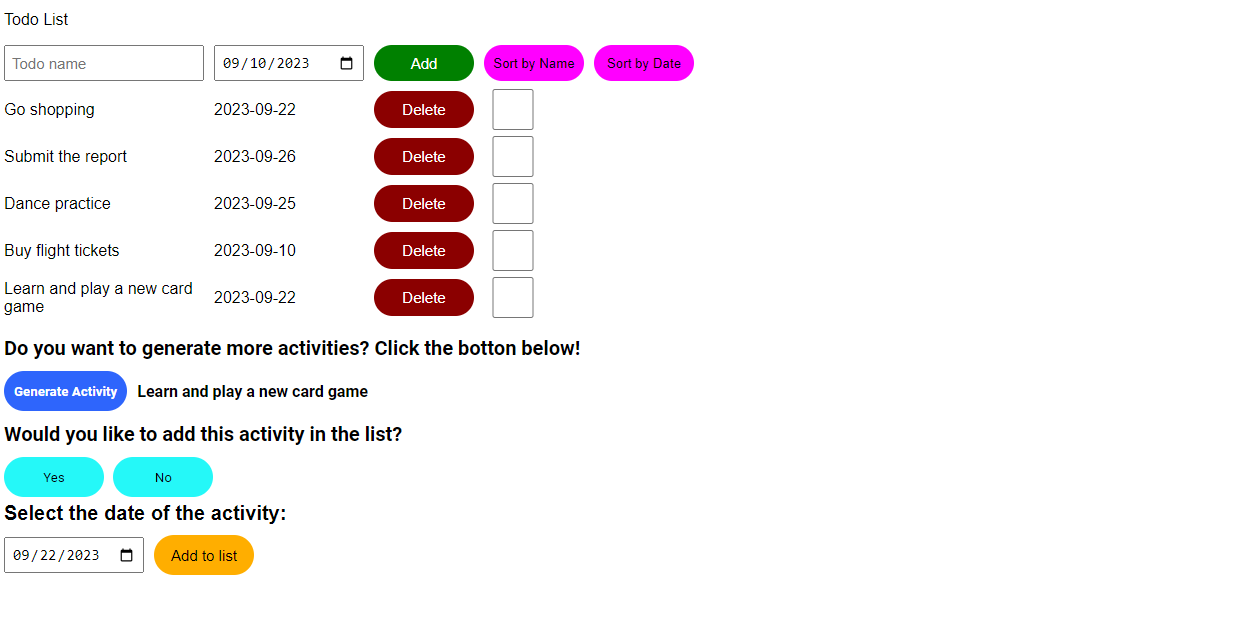 Todo List
Todo name 09/10/2023 Add Sort by Name Sort by Date
Go shopping 2023-09-22 Delete
Submit the report 2023-09-26 Delete
Dance practice 2023-09-25 Delete
Buy flight tickets 2023-09-10 Delete
Learn and play a new card
game 2023-09-22 Delete
Do you want to generate more activities? Click the botton below!
Generate Activity Learn and play a new card game
Would you like to add this activity in the list?
Yes No
Select the date of the activity:
09/22/2023 Add to list